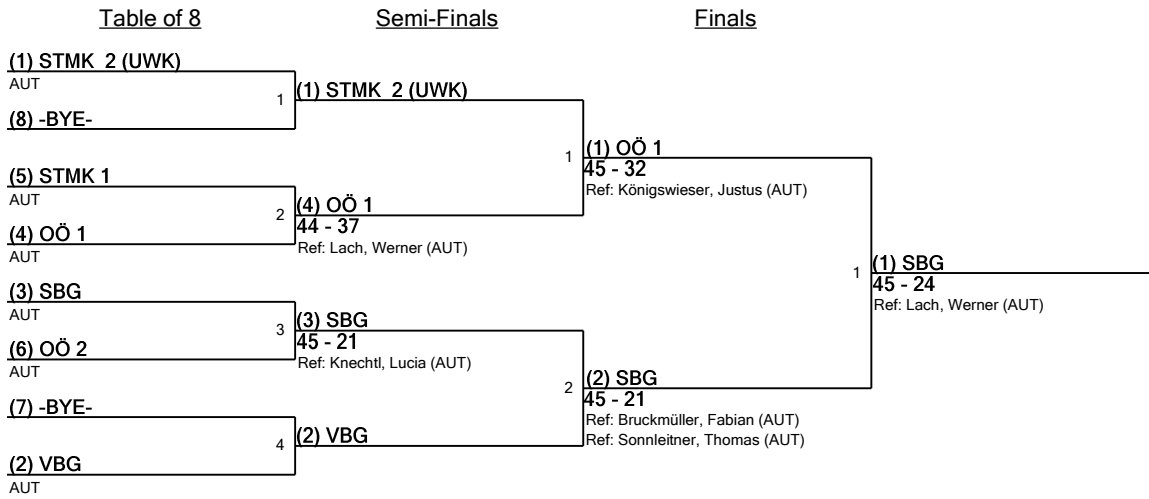 Table of 8
Semi-Finals
Finals
(1) STMK 2 (UWK)
AUT
(8) -BYE-
(5) STMK 1
AUT
(4) OÖ 1
AUT
(3) SBG
AUT
(6) OÖ 2
AUT
(7) -BYE-
(2) VBG
AUT
1
(1) STMK 2 (UWK)
2
(4) OÖ 1
44 - 37
Ref: Lach, Werner (AUT)
3
(3) SBG
45 - 21
Ref: Knechtl, Lucia (AUT)
4
(2) VBG
1
(1) OÖ 1
45 - 32
Ref: Königswieser, Justus (AUT)
2
(2) SBG
45 - 21
Ref: Bruckmüller, Fabian (AUT)
Ref: Sonnleitner, Thomas (AUT)
1
(1) SBG
45 - 24
Ref: Lach, Werner (AUT)